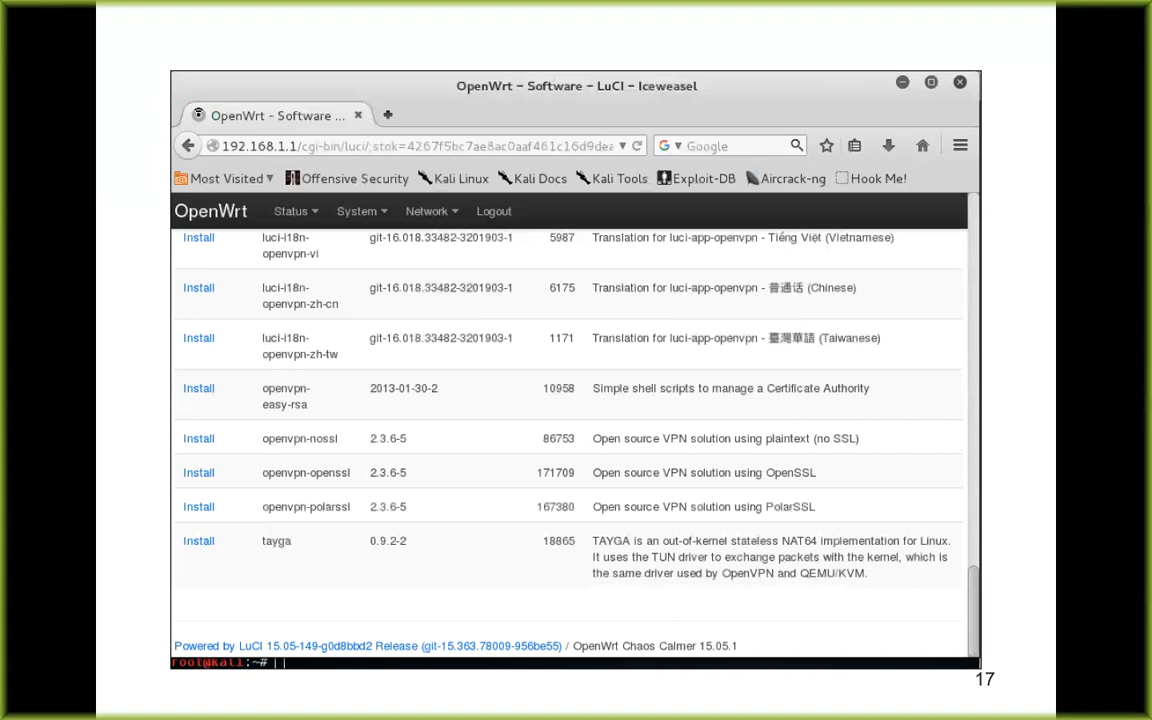 OpenWrt - Software - LuCI - Iceweasel
OpenWrt - Software ...
192.168.1.1/cgi-bin/luci/;stok=4267f5bc7ae8ac0aaf461c16d9dea
Google
Most Visited
Offensive Security
Kali Linux
Kali Docs
Kali Tools
Exploit-DB
Aircrack-ng
Hook Me!
OpenWrt Status System Network Logout
Install luci-i18n- git-16.018.33482-3201903-1 5987 Translation for luci-app-openvpn - Tiếng Việt (Vietnamese)
openvpn-vi
Install luci-i18n- git-16.018.33482-3201903-1 6175 Translation for luci-app-openvpn - 普通话 (Chinese)
openvpn-zh-cn
Install luci-i18n- git-16.018.33482-3201903-1 1171 Translation for luci-app-openvpn - 臺灣華語 (Taiwanese)
openvpn-zh-tw
Install openvpn- 2013-01-30-2 10958 Simple shell scripts to manage a Certificate Authority
easy-rsa
Install openvpn-nossl 2.3.6-5 86753 Open source VPN solution using plaintext (no SSL)
Install openvpn-openssl 2.3.6-5 171709 Open source VPN solution using OpenSSL
Install openvpn-polarssl 2.3.6-5 167380 Open source VPN solution using PolarSSL
Install tayga 0.9.2-2 18865 TAYGA is an out-of-kernel stateless NAT64 implementation for Linux.
It uses the TUN driver to exchange packets with the kernel, which is
the same driver used by OpenVPN and QEMU/KVM.
Powered by LuCI 15.05-149-g0d8bbd2 Release (git-15.363.78009-956be55) / OpenWrt Chaos Calmer 15.05.1
root@kali:~#
17